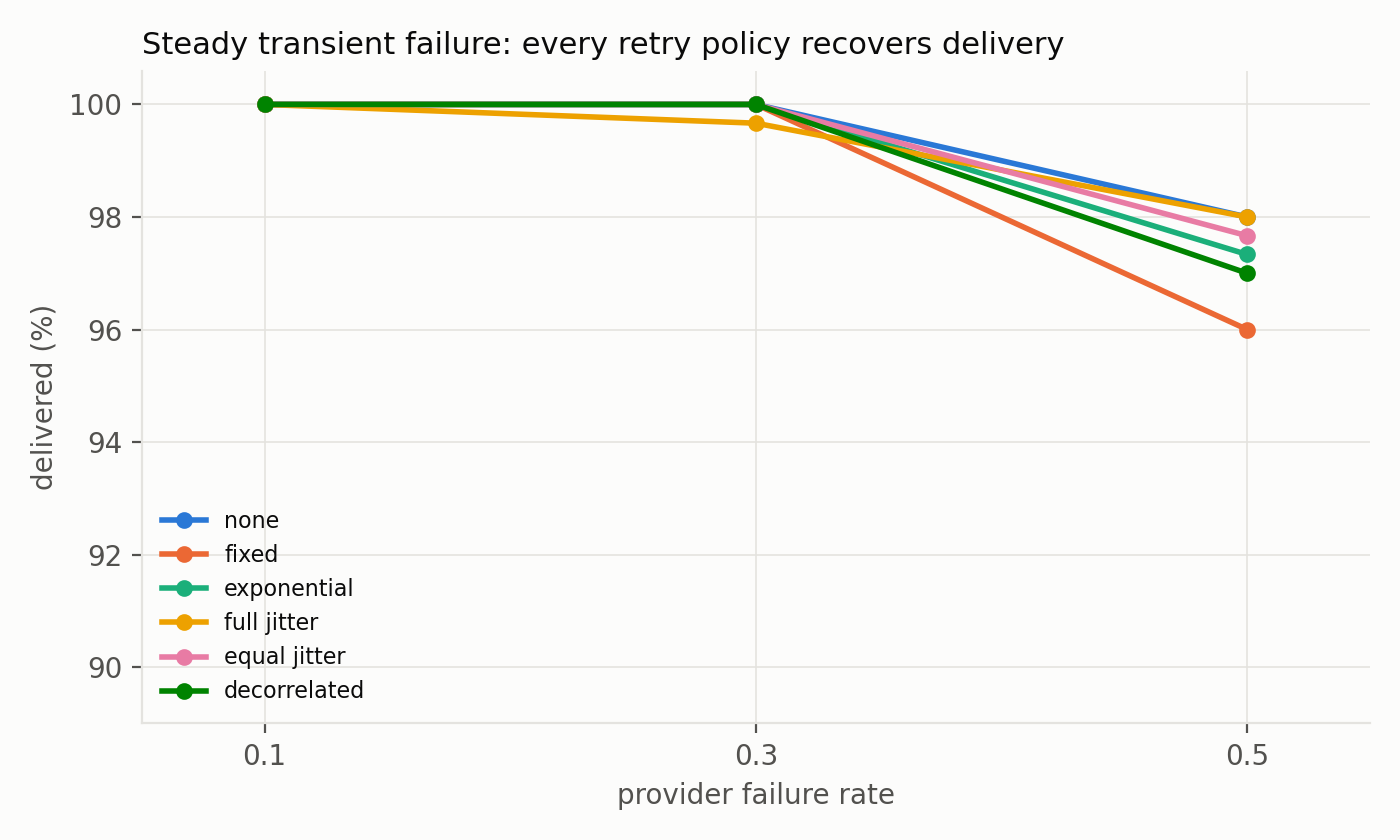 Steady transient failure: every retry policy recovers delivery
delivered (%)
100
98
96
94
92
90
none
fixed
exponential
full jitter
equal jitter
decorrelated
0.1
0.3
0.5
provider failure rate